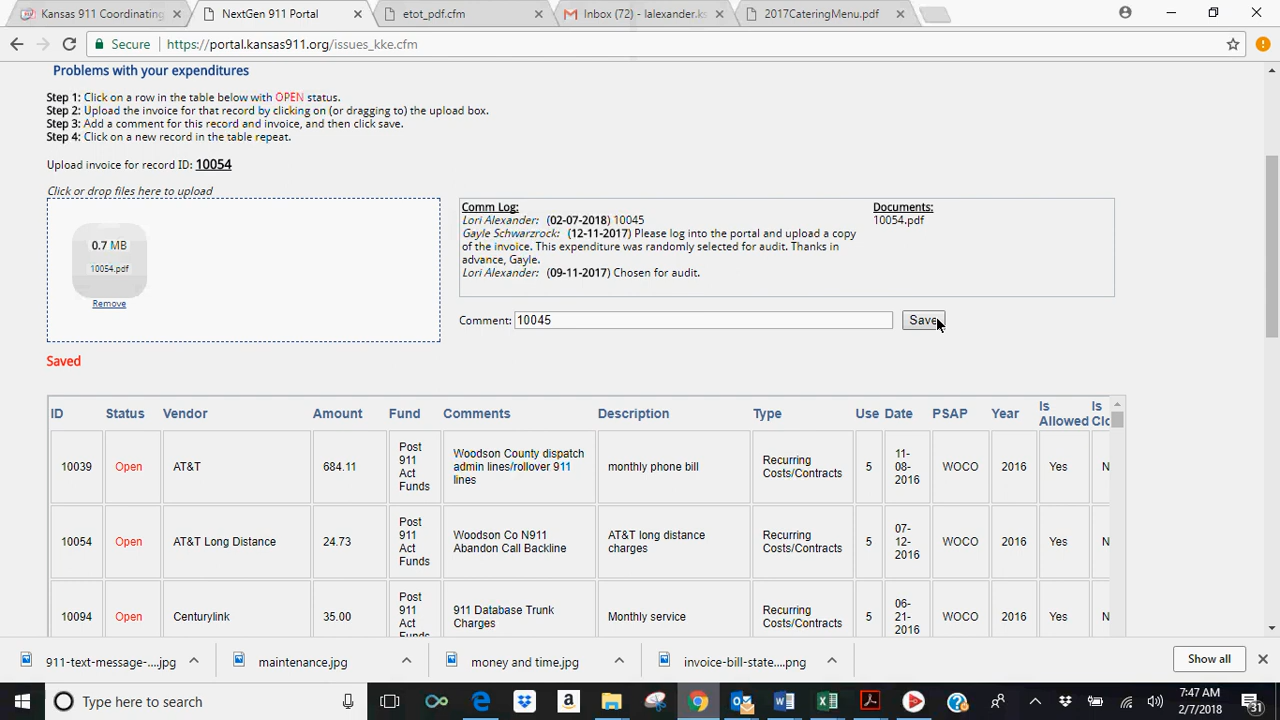 Kansas 911 Coordinating
NextGen 911 Portal
etot_pdf.cfm
Inbox (72) - lalexander.ks
2017CateringMenu.pdf
Secure
https://portal.kansas911.org/issues_kke.cfm
Problems with your expenditures
Step 1: Click on a row in the table below with OPEN status.
Step 2: Upload the invoice for that record by clicking on (or dragging to) the upload box.
Step 3: Add a comment for this record and invoice, and then click save.
Step 4: Click on a new record in the table repeat.
Upload invoice for record ID: 10054
Click or drop files here to upload
0.7 MB
10054.pdf
Remove
Comm Log:
Lori Alexander: (02-07-2018) 10045
Gayle Schwarzrock: (12-11-2017) Please log into the portal and upload a copy
of the invoice. This expenditure was randomly selected for audit. Thanks in
advance, Gayle.
Lori Alexander: (09-11-2017) Chosen for audit.
Documents:
10054.pdf
Comment: 10045
Save
Saved
ID Status Vendor Amount Fund Comments Description Type Use Date PSAP Year Is Allowed Is Clo
10039 Open AT&T 684.11 Post 911 Act Funds Woodson County dispatch admin lines/rollover 911 lines monthly phone bill Recurring Costs/Contracts 5 11-08-2016 WOCO 2016 Yes N
10054 Open AT&T Long Distance 24.73 Post 911 Act Funds Woodson Co N911 Abandon Call Backline AT&T long distance charges Recurring Costs/Contracts 5 07-12-2016 WOCO 2016 Yes N
10094 Open Centurylink 35.00 Post 911 Act Funds 911 Database Trunk Charges Monthly service Recurring Costs/Contracts 5 06-21-2016 WOCO 2016 Yes N
911-text-message-....jpg
maintenance.jpg
money and time.jpg
invoice-bill-state....png
Show all
Type here to search
7:47 AM
2/7/2018
31